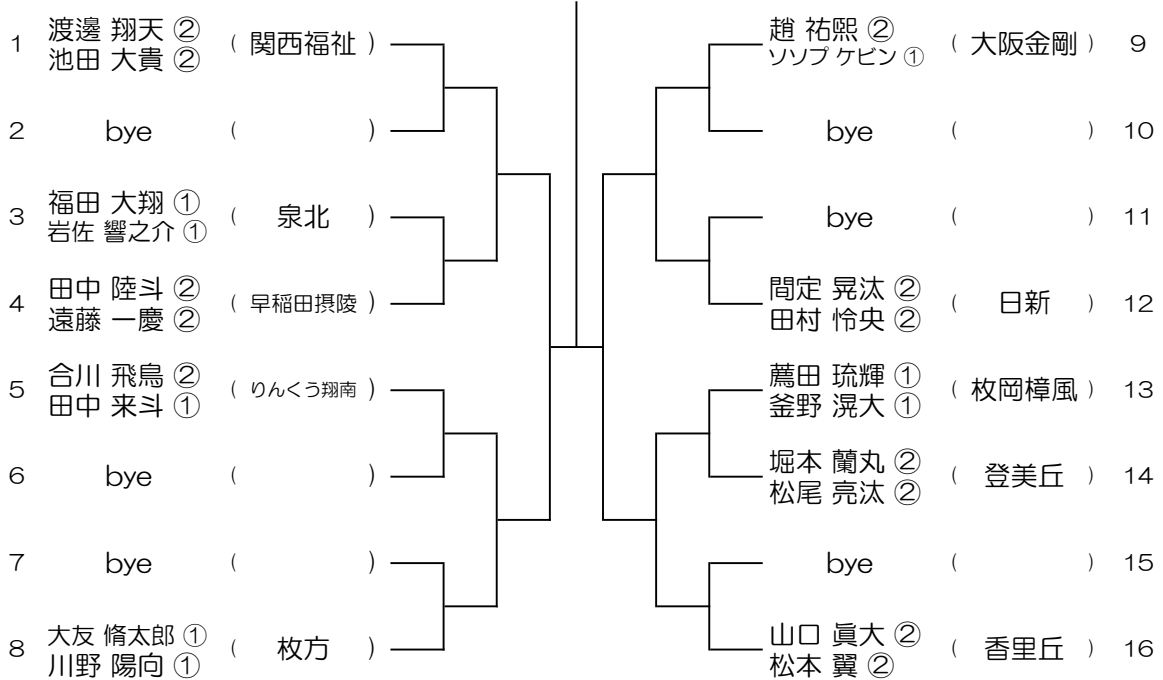 1 渡邊 翔天 ② ( 関西福祉 )
池田 大貴 ②
2 bye ( )
3 福田 大翔 ① ( 泉北 )
岩佐 響之介 ①
4 田中 陸斗 ② ( 早稲田摂陵 )
遠藤 一慶 ②
5 合川 飛鳥 ② ( りんくう翔南 )
田中 来斗 ①
6 bye ( )
7 bye ( )
8 大友 脩太郎 ① ( 枚方 )
川野 陽向 ①
趙 祐熙 ② ( 大阪金剛 ) 9
ソソプ ケビン ①
bye ( ) 10
bye ( ) 11
間定 晃汰 ② ( 日新 ) 12
田村 怜央 ②
薦田 琉輝 ① ( 枚岡樟風 ) 13
釜野 滉大 ①
堀本 蘭丸 ② ( 登美丘 ) 14
松尾 亮汰 ②
bye ( ) 15
山口 眞大 ② ( 香里丘 ) 16
松本 翼 ②